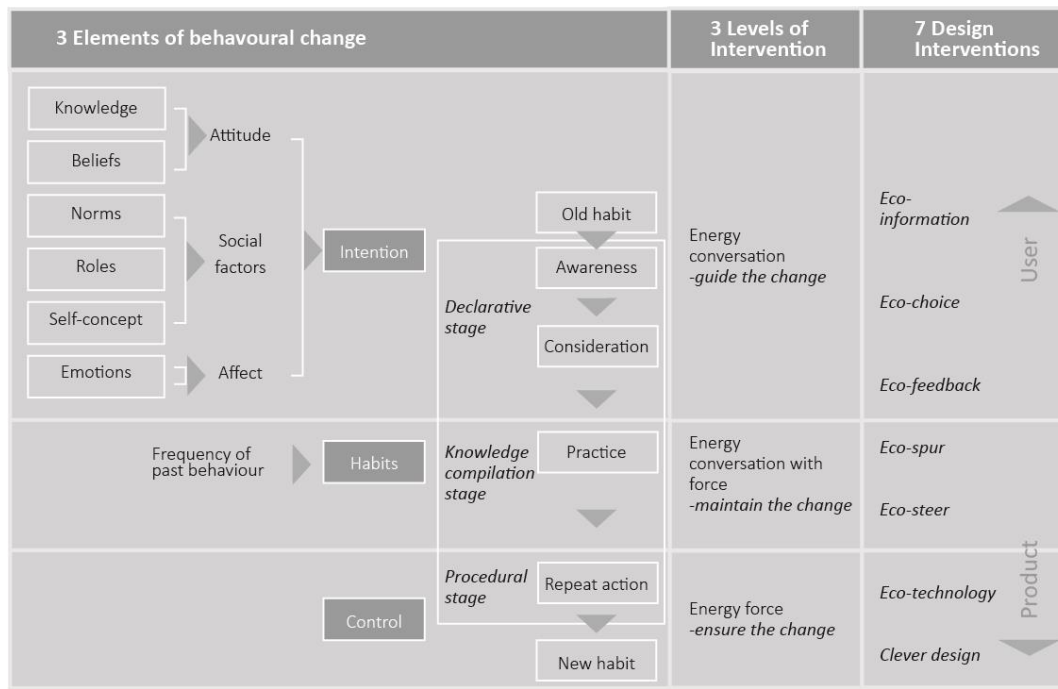 3 Elements of behavoural change
3 Levels of
Intervention
7 Design
Interventions
Knowledge
Beliefs
Attitude
Norms
Roles
Self-concept
Social
factors
Emotions
Affect
Intention
Old habit
Awareness
Declarative
stage
Consideration
Energy
conversation
-guide the change
Eco-
information
Eco-choice
Eco-feedback
User
Frequency of
past behaviour
Habits
Knowledge
compilation
stage
Practice
Energy
conversation with
force
-maintain the change
Eco-spur
Eco-steer
Control
Procedural
stage
Repeat action
New habit
Energy force
-ensure the change
Eco-technology
Clever design
Product